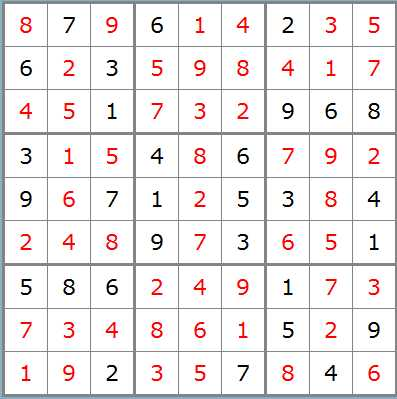 8 7 9 6 1 4 2 3 5
6 2 3 5 9 8 4 1 7
4 5 1 7 3 2 9 6 8
3 1 5 4 8 6 7 9 2
9 6 7 1 2 5 3 8 4
2 4 8 9 7 3 6 5 1
5 8 6 2 4 9 1 7 3
7 3 4 8 6 1 5 2 9
1 9 2 3 5 7 8 4 6